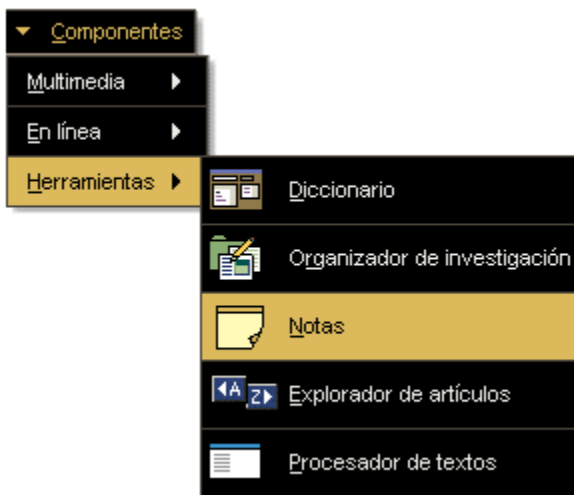 Componentes
Multimedia
En línea
Herramientas
Diccionario
Organizador de investigación
Notas
A
Z
Explorador de artículos
Procesador de textos